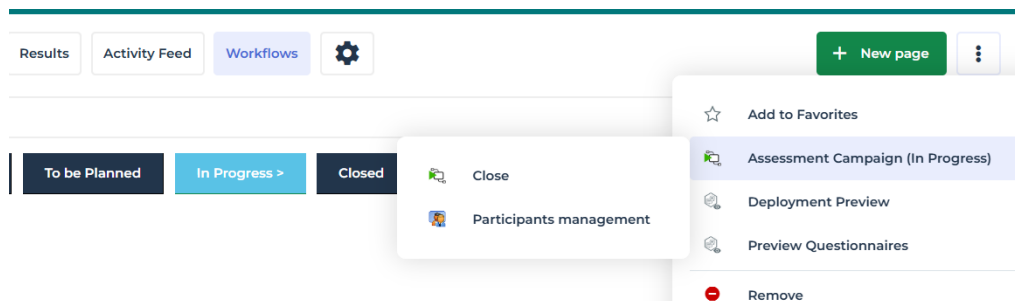 Results Activity Feed Workflows + New page
Add to Favorites
Assessment Campaign (In Progress)
Deployment Preview
Preview Questionnaires
Remove
To be Planned In Progress > Closed
Close
Participants management